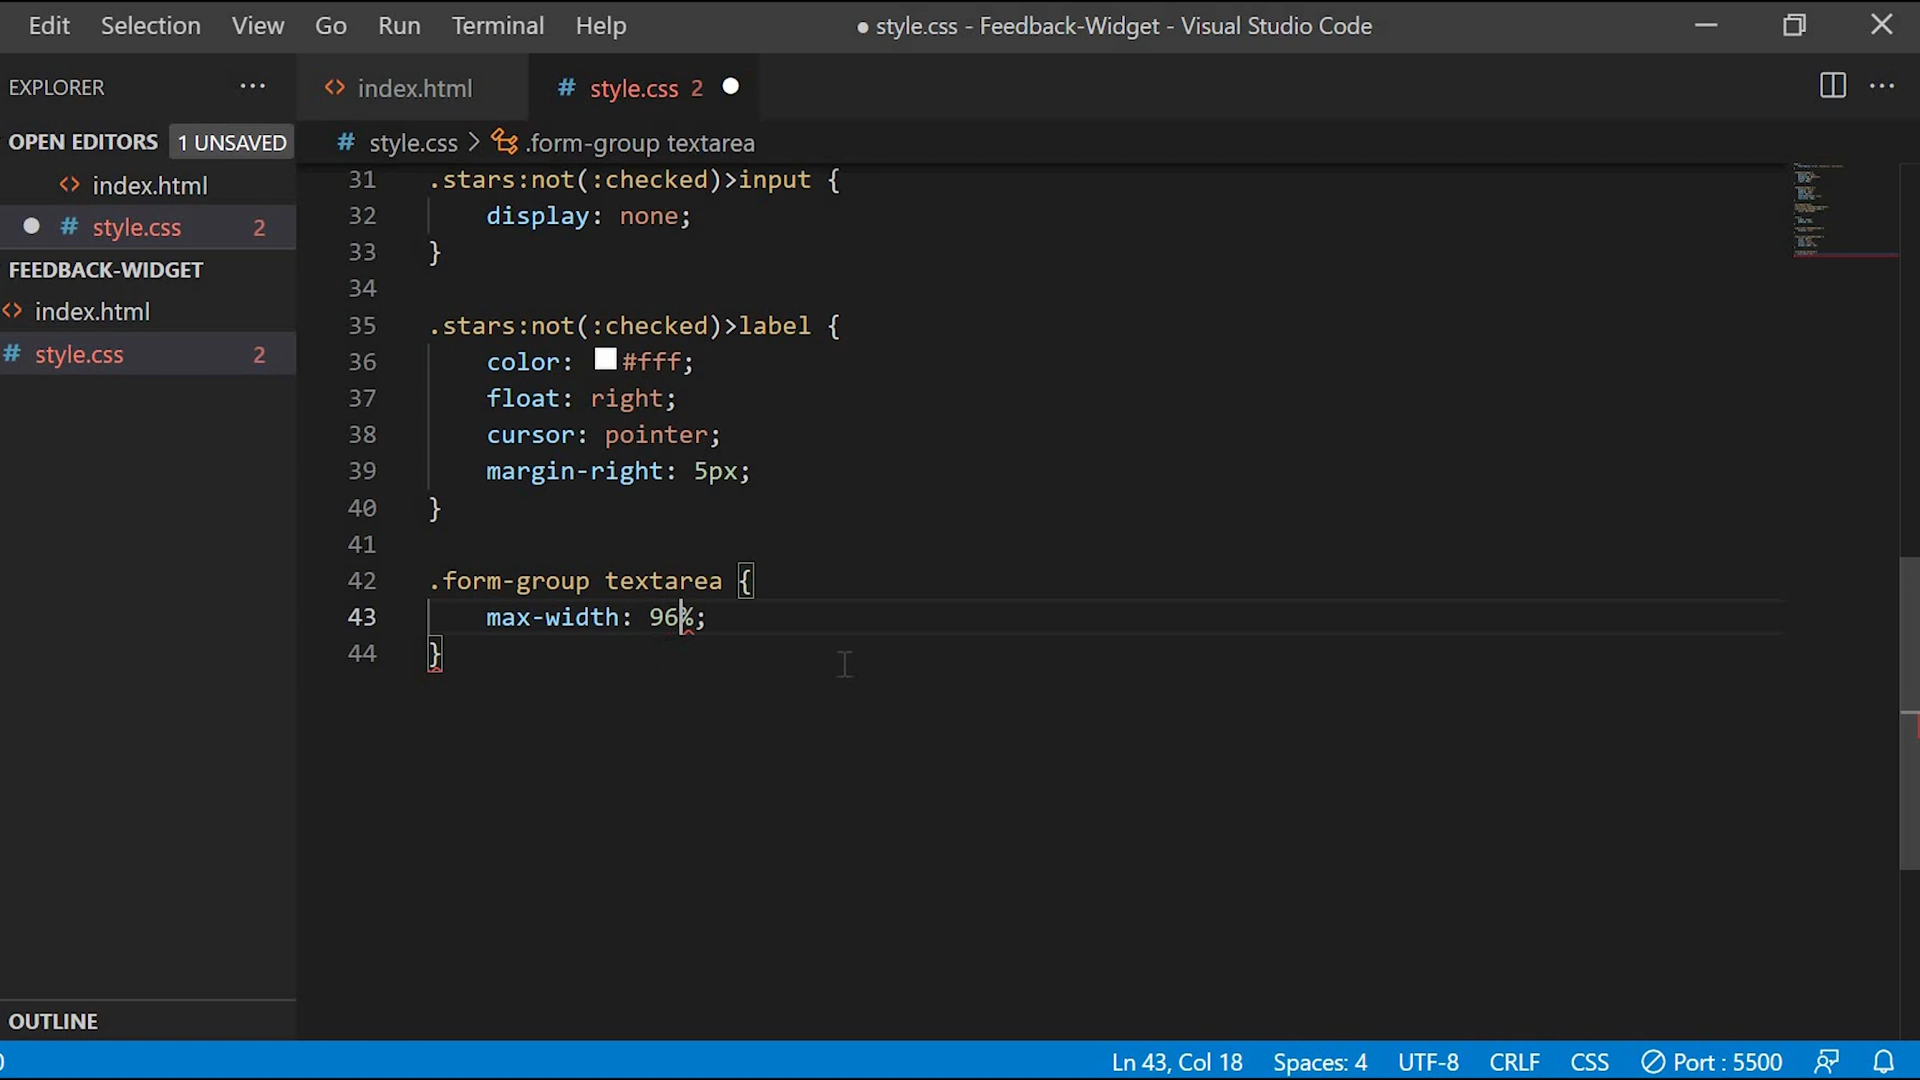 Edit Selection View Go Run Terminal Help ● style.css - Feedback-Widget - Visual Studio Code
EXPLORER ···
index.html
# style.css 2
OPEN EDITORS 1 UNSAVED
# style.css > .form-group textarea
index.html
# style.css 2
FEEDBACK-WIDGET
index.html
# style.css 2
31 .stars:not(:checked)>input {
32 display: none;
33 }
34
35 .stars:not(:checked)>label {
36 color: #fff;
37 float: right;
38 cursor: pointer;
39 margin-right: 5px;
40 }
41
42 .form-group textarea {
43 max-width: 96%;
44 }
OUTLINE
Ln 43, Col 18 Spaces: 4 UTF-8 CRLF CSS Port : 5500